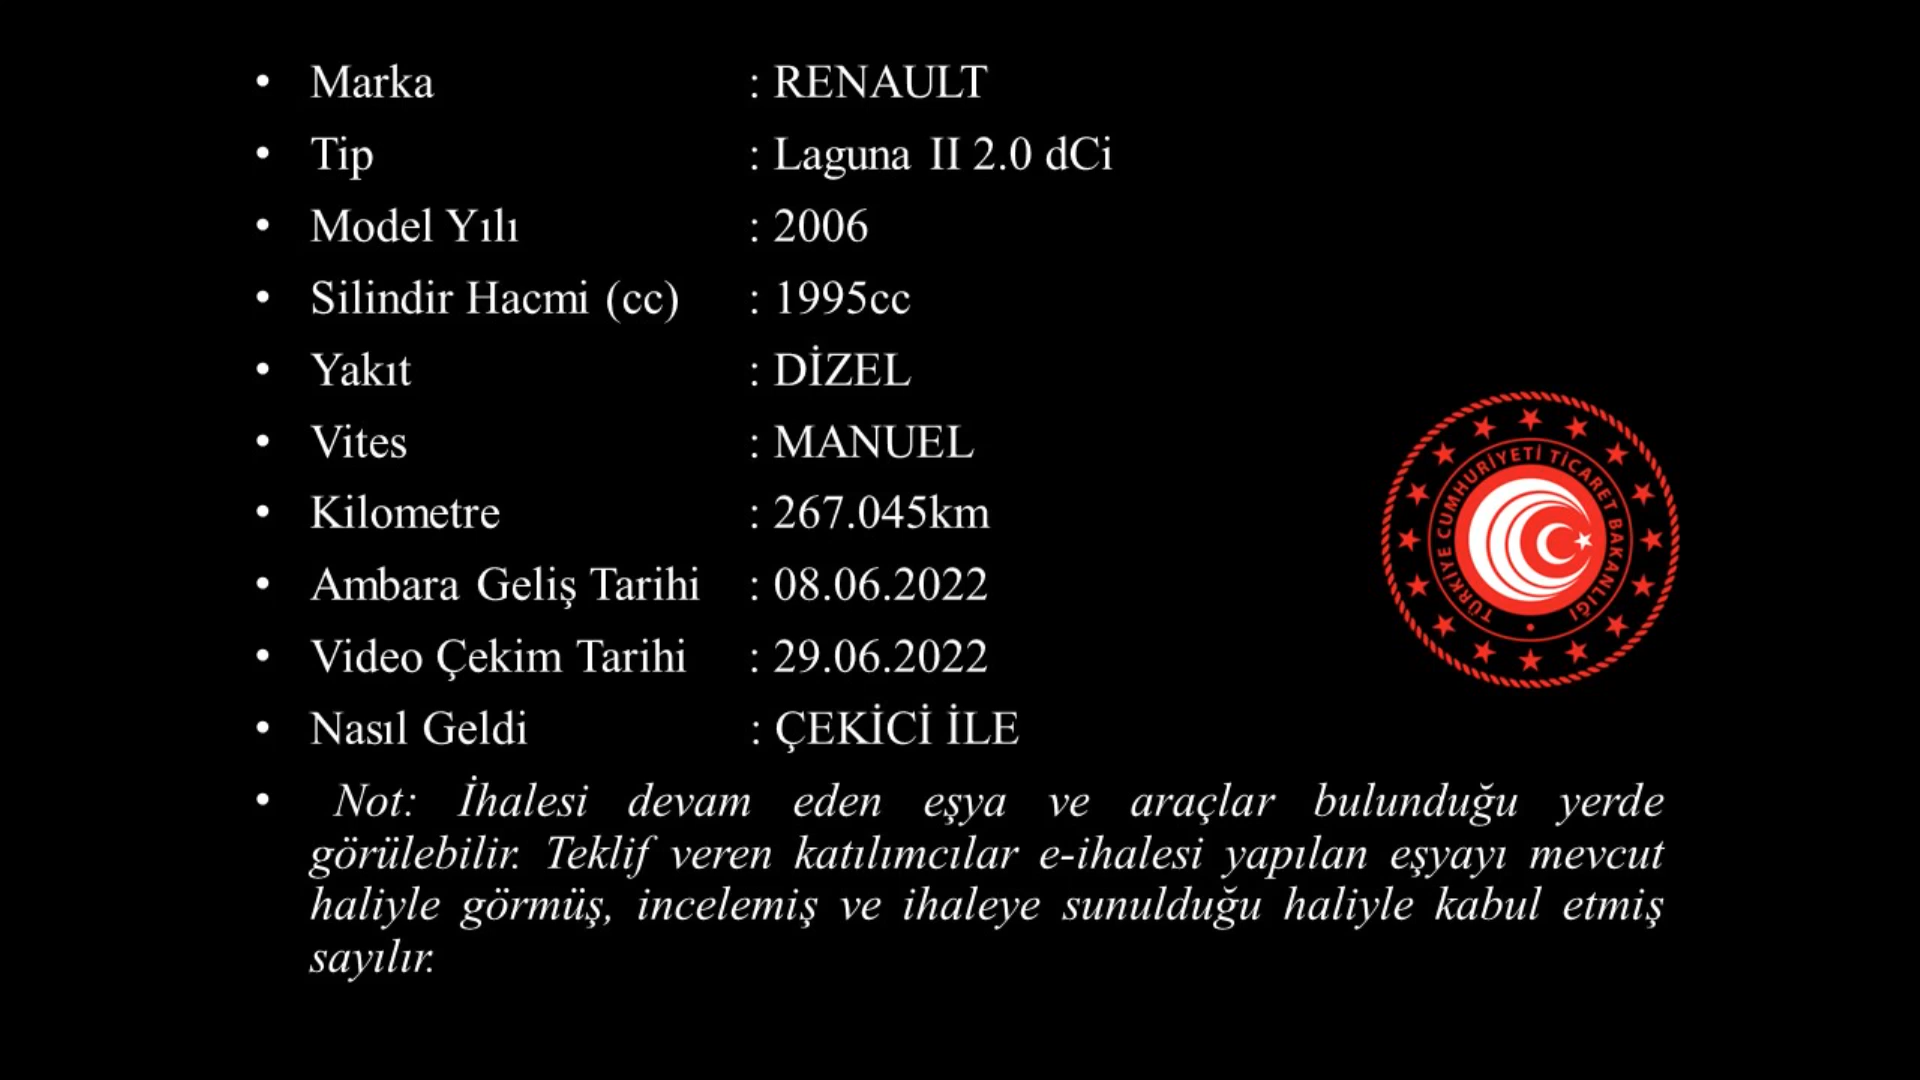 • Marka : RENAULT
• Tip : Laguna II 2.0 dCi
• Model Yılı : 2006
• Silindir Hacmi (cc) : 1995cc
• Yakıt : DİZEL
• Vites : MANUEL
• Kilometre : 267.045km
• Ambara Geliş Tarihi : 08.06.2022
• Video Çekim Tarihi : 29.06.2022
• Nasıl Geldi : ÇEKİCİ İLE
• Not: İhalesi devam eden eşya ve araçlar bulunduğu yerde
görülebilir. Teklif veren katılımcılar e-ihalesi yapılan eşyayı mevcut
haliyle görmüş, incelemiş ve ihaleye sunulduğu haliyle kabul etmiş
sayılır.
TÜRKİYE CUMHURİYETİ TİCARET BAKANLIĞI